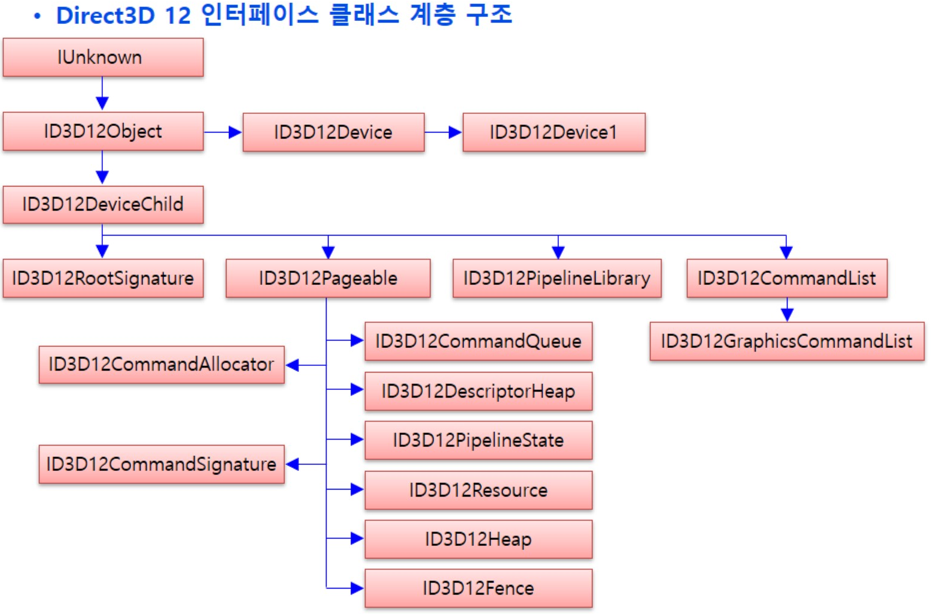 • Direct3D 12 인터페이스 클래스 계층 구조
IUnknown
ID3D12Object
ID3D12Device
ID3D12Device1
ID3D12DeviceChild
ID3D12RootSignature
ID3D12Pageable
ID3D12PipelineLibrary
ID3D12CommandList
ID3D12CommandQueue
ID3D12GraphicsCommandList
ID3D12CommandAllocator
ID3D12DescriptorHeap
ID3D12PipelineState
ID3D12CommandSignature
ID3D12Resource
ID3D12Heap
ID3D12Fence